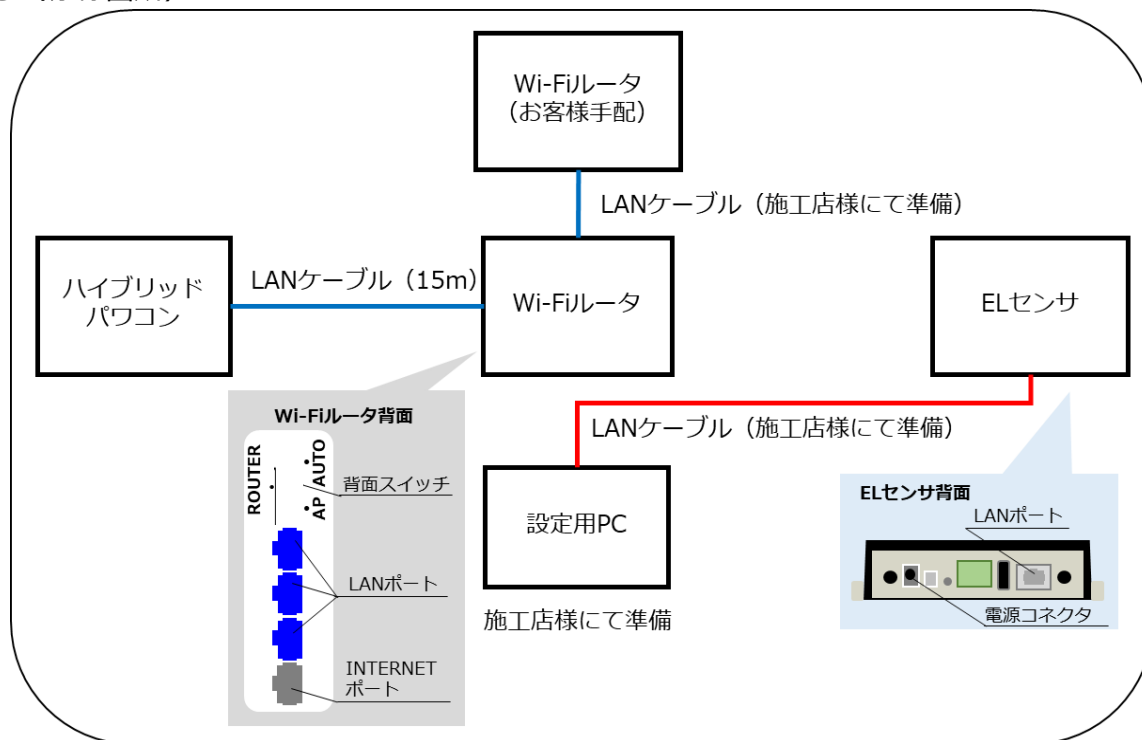 Wi-Fiルータ
（お客様手配）
LANケーブル（施工店様にて準備）
ハイブリッド
パワコン
LANケーブル（15m）
Wi-Fiルータ
ELセンサ
LANケーブル（施工店様にて準備）
Wi-Fiルータ背面
ROUTER
AP
AUTO
背面スイッチ
LANポート
INTERNET
ポート
設定用PC
施工店様にて準備
ELセンサ背面
LANポート
電源コネクタ